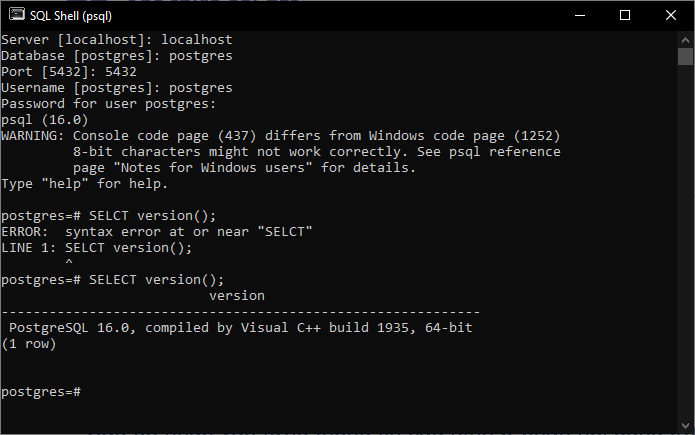 SQL Shell (psql)
Server [localhost]: localhost
Database [postgres]: postgres
Port [5432]: 5432
Username [postgres]: postgres
Password for user postgres:
psql (16.0)
WARNING: Console code page (437) differs from Windows code page (1252)
         8-bit characters might not work correctly. See psql reference
         page "Notes for Windows users" for details.
Type "help" for help.

postgres=# SELCT version();
ERROR:  syntax error at or near "SELCT"
LINE 1: SELCT version();
        ^
postgres=# SELECT version();
                          version
------------------------------------------------------------
 PostgreSQL 16.0, compiled by Visual C++ build 1935, 64-bit
(1 row)


postgres=#